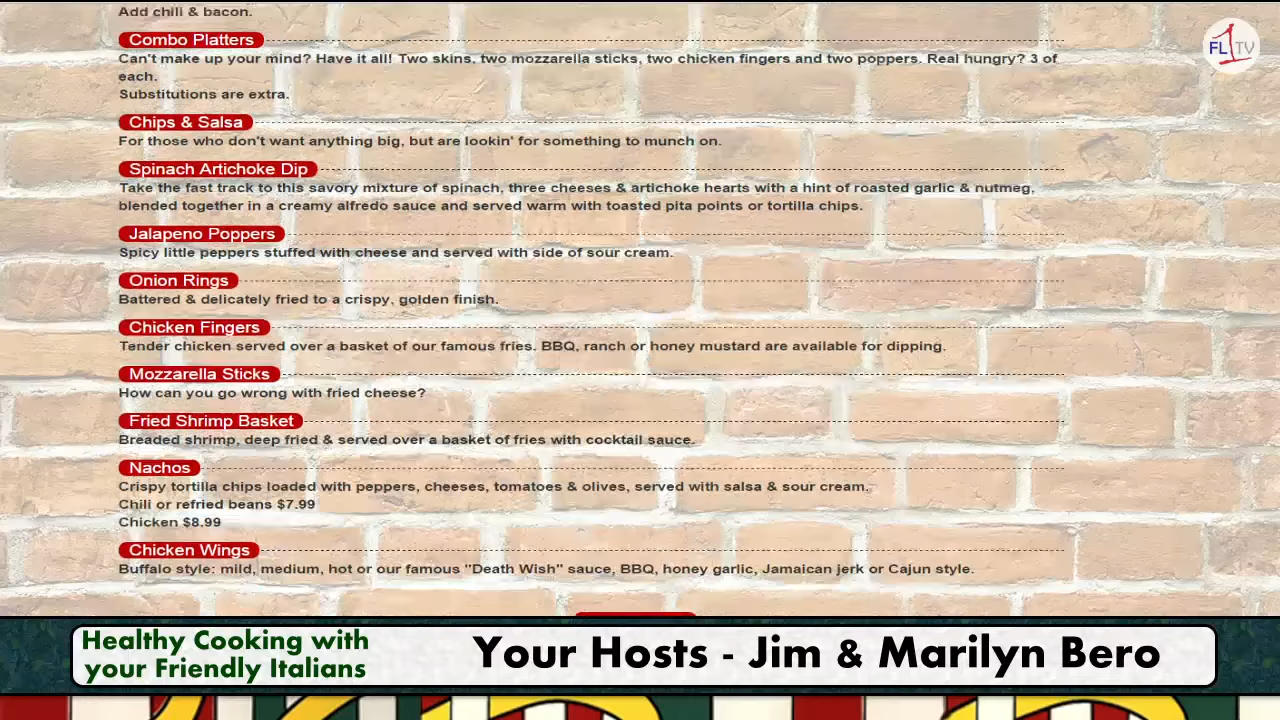 Add chili & bacon.
Combo Platters
Can't make up your mind? Have it all! Two skins, two mozzarella sticks, two chicken fingers and two poppers. Real hungry? 3 of
each.
Substitutions are extra.
Chips & Salsa
For those who don't want anything big, but are lookin' for something to munch on.
Spinach Artichoke Dip
Take the fast track to this savory mixture of spinach, three cheeses & artichoke hearts with a hint of roasted garlic & nutmeg,
blended together in a creamy alfredo sauce and served warm with toasted pita points or tortilla chips.
Jalapeno Poppers
Spicy little peppers stuffed with cheese and served with side of sour cream.
Onion Rings
Battered & delicately fried to a crispy, golden finish.
Chicken Fingers
Tender chicken served over a basket of our famous fries. BBQ, ranch or honey mustard are available for dipping.
Mozzarella Sticks
How can you go wrong with fried cheese?
Fried Shrimp Basket
Breaded shrimp, deep fried & served over a basket of fries with cocktail sauce.
Nachos
Crispy tortilla chips loaded with peppers, cheeses, tomatoes & olives, served with salsa & sour cream.
Chili or refried beans $7.99
Chicken $8.99
Chicken Wings
Buffalo style: mild, medium, hot or our famous "Death Wish" sauce, BBQ, honey garlic, Jamaican jerk or Cajun style.
FL1TV
Healthy Cooking with
your Friendly Italians
Your Hosts - Jim & Marilyn Bero